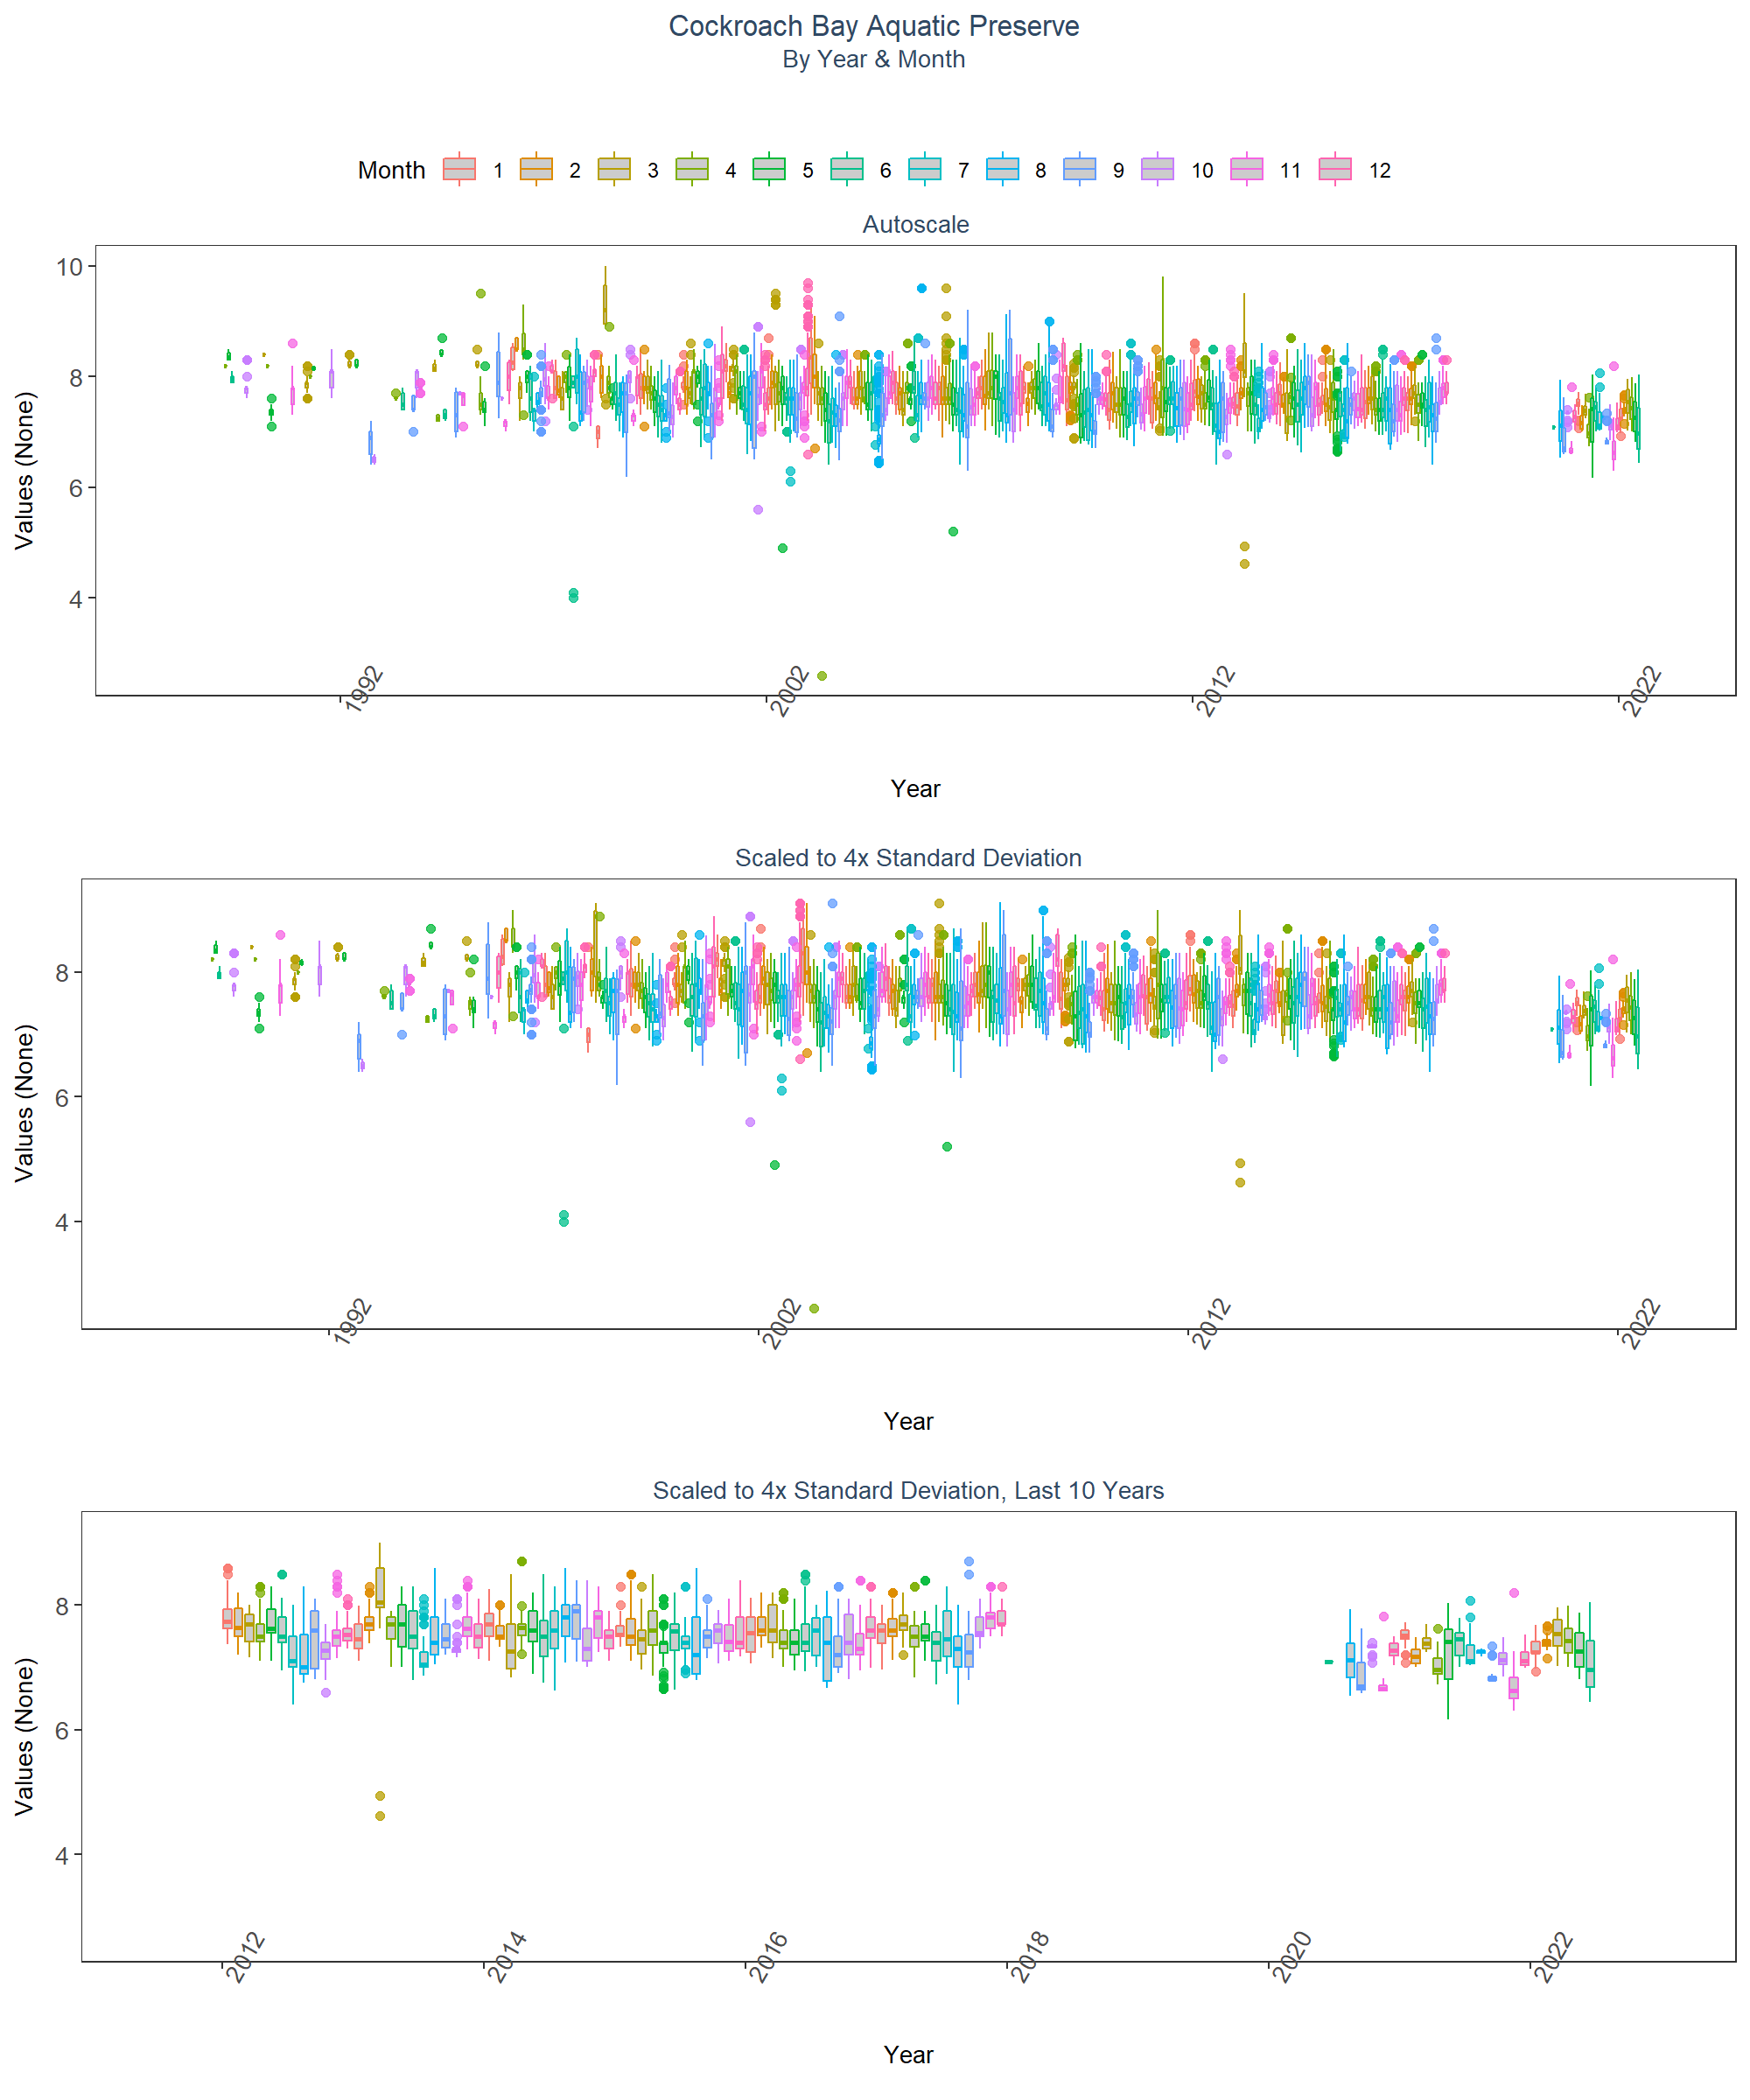 Cockroach Bay Aquatic Preserve
By Year & Month
Month 1 2 3 4 5 6 7 8 9 10 11 12
Autoscale
10
8
6
4
Values (None)
1992 2002 2012 2022
Year
Scaled to 4x Standard Deviation
8
6
4
Values (None)
1992 2002 2012 2022
Year
Scaled to 4x Standard Deviation, Last 10 Years
8
6
4
Values (None)
2012 2014 2016 2018 2020 2022
Year